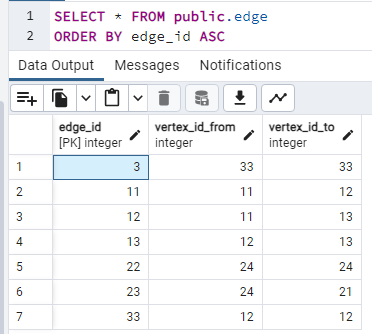 1 SELECT * FROM public.edge
2 ORDER BY edge_id ASC
Data Output Messages Notifications
edge_id vertex_id_from vertex_id_to
[PK] integer integer integer
1 3 33 33
2 11 11 12
3 12 11 13
4 13 12 13
5 22 24 24
6 23 24 21
7 33 12 12